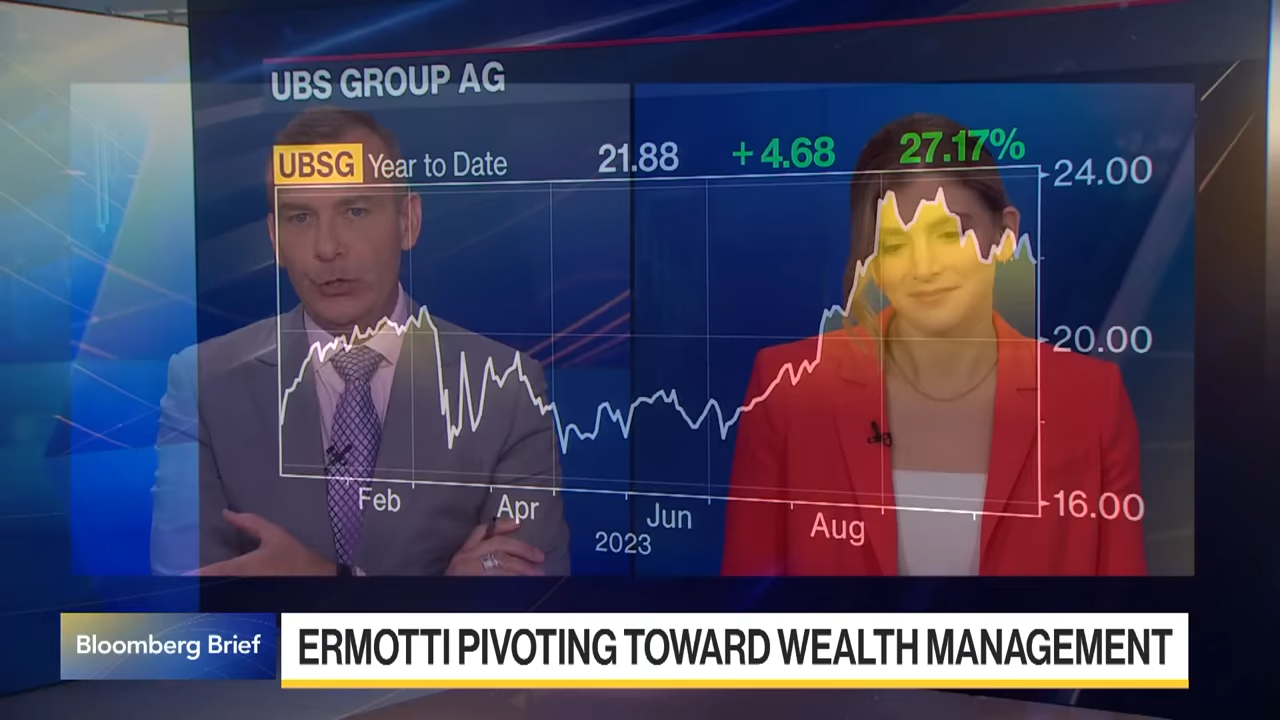 UBS GROUP AG
UBSG Year to Date 21.88 +4.68 27.17%
24.00
20.00
16.00
Feb Apr Jun Aug
2023
Bloomberg Brief
ERMOTTI PIVOTING TOWARD WEALTH MANAGEMENT